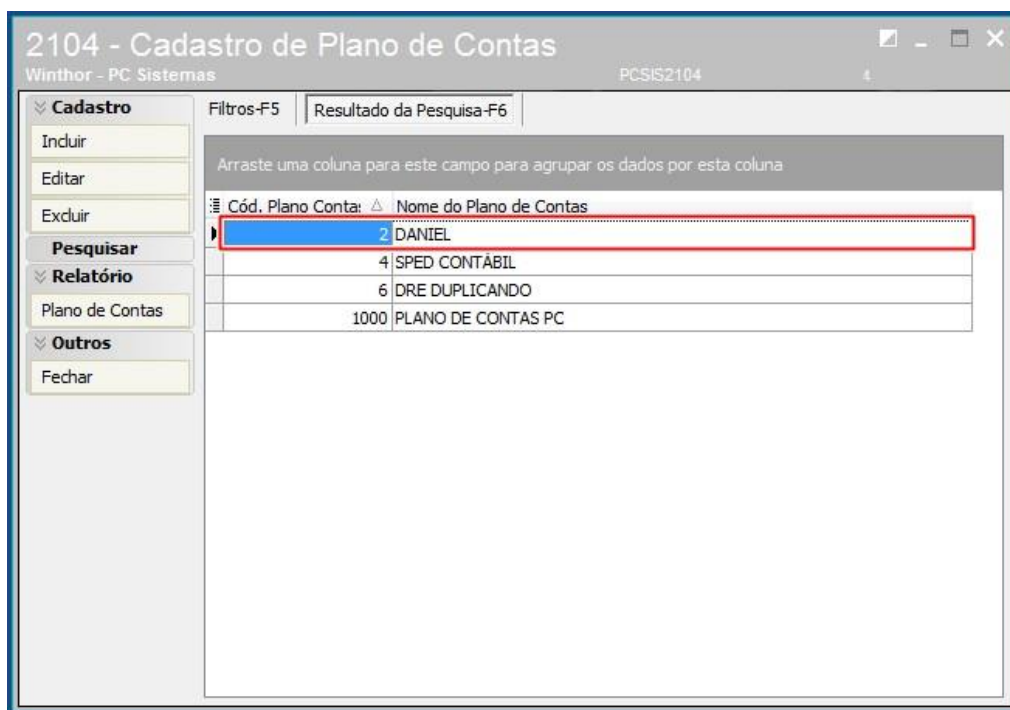 2104 - Cadastro de Plano de Contas
Winthor - PC Sistemas PCSIS2104 4
Cadastro
Incluir
Editar
Excluir
Pesquisar
Relatório
Plano de Contas
Outros
Fechar
Filtros-F5 Resultado da Pesquisa-F6
Arraste uma coluna para este campo para agrupar os dados por esta coluna
Cód. Plano Conta: Nome do Plano de Contas
2 DANIEL
4 SPED CONTÁBIL
6 DRE DUPLICANDO
1000 PLANO DE CONTAS PC